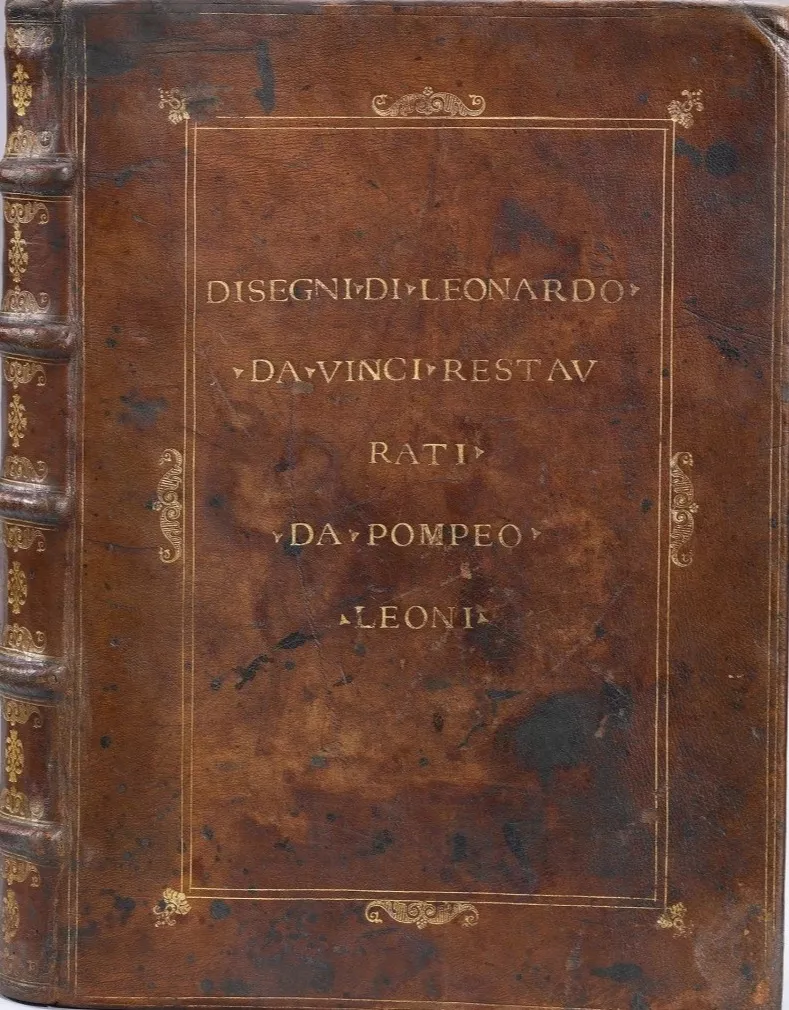 DISEGNI▾DI▾LEONARDO▾
▾DA▾VINCI▾RESTAV
RATI▾
▾DA▾POMPEO▾
▴LEONI▴